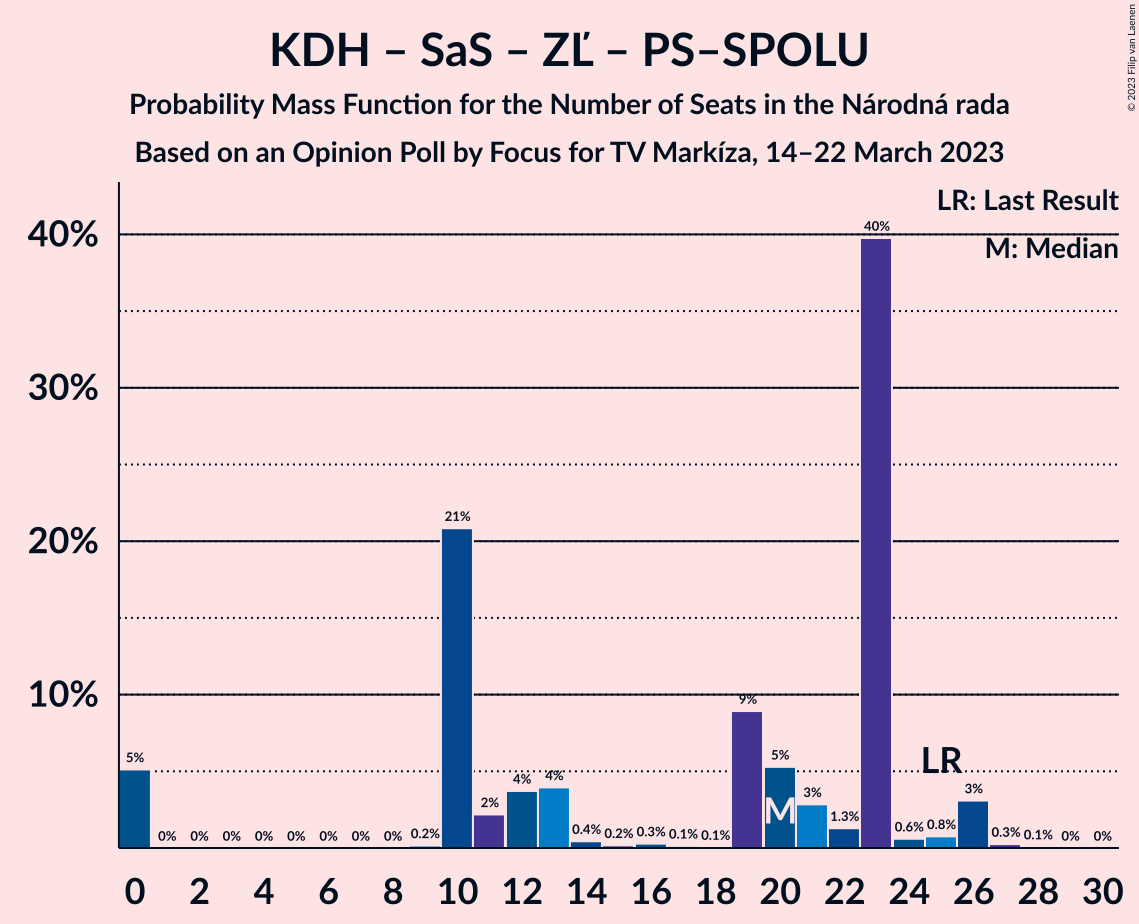 KDH – SaS – ZĽ – PS–SPOLU
Probability Mass Function for the Number of Seats in the Národná rada
Based on an Opinion Poll by Focus for TV Markíza, 14–22 March 2023
© 2023 Filip van Laenen
LR: Last Result
M: Median
40%
30%
20%
10%
5% 0% 0% 0% 0% 0% 0% 0% 0% 0.2% 21% 2% 4% 4% 0.4% 0.2% 0.3% 0.1% 0.1% 9% 5% 3% 1.3% 40% 0.6% 0.8% 3% 0.3% 0.1% 0% 0%
LR
M
0 2 4 6 8 10 12 14 16 18 20 22 24 26 28 30